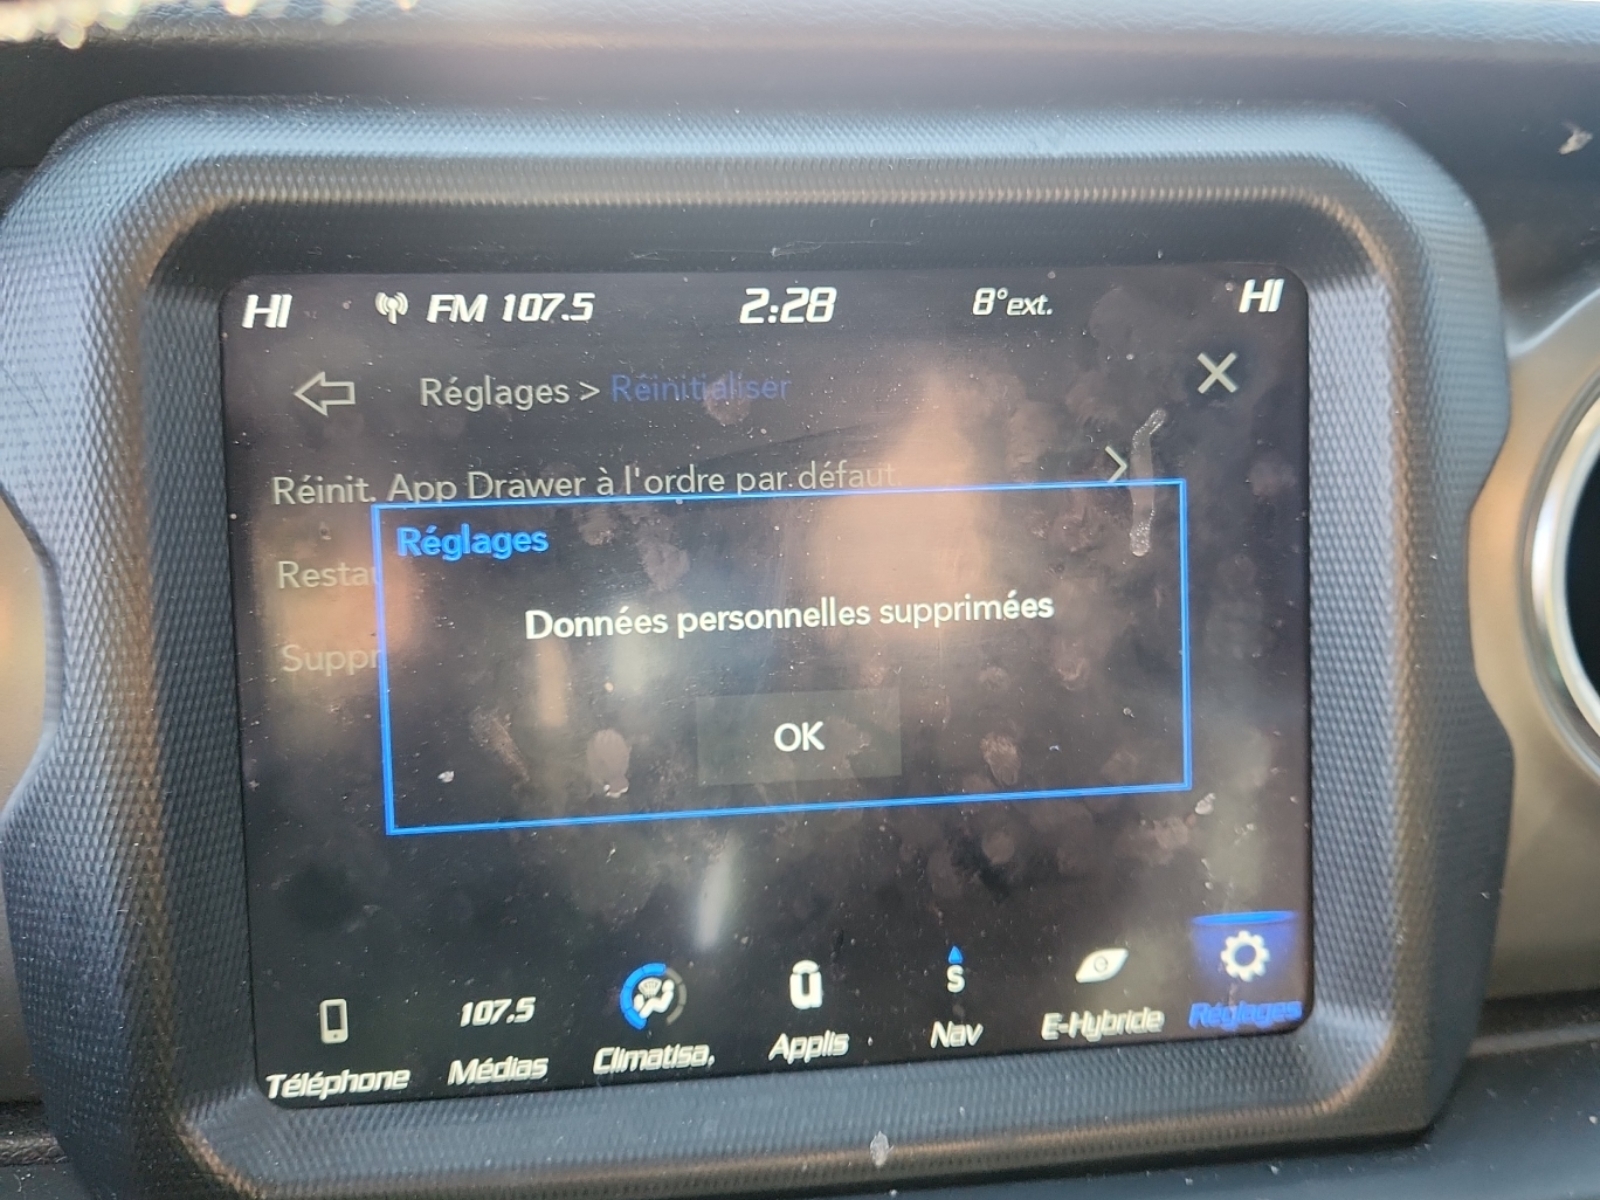 HI FM 107.5 2:28 8°ext. HI
Réglages > Réinitialiser
Réinit. App Drawer à l'ordre par défaut.
Réglages
Restau
Données personnelles supprimées
Suppr
OK
107.5 S
Téléphone Médias Climatisa. Applis Nav E-Hybride Réglages